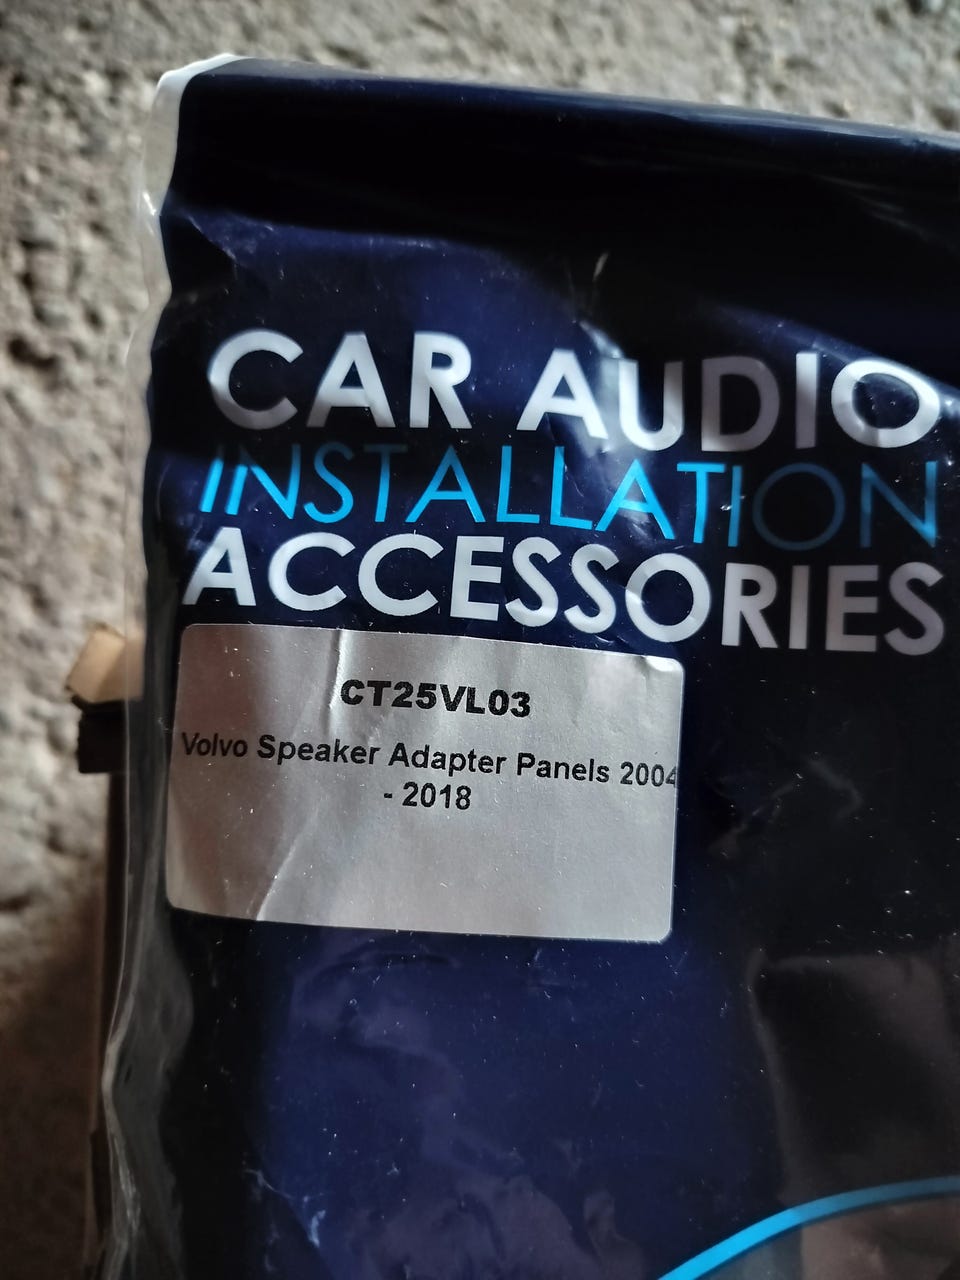 CAR AUDIO
INSTALLATION
ACCESSORIES
CT25VL03
Volvo Speaker Adapter Panels 2004
- 2018